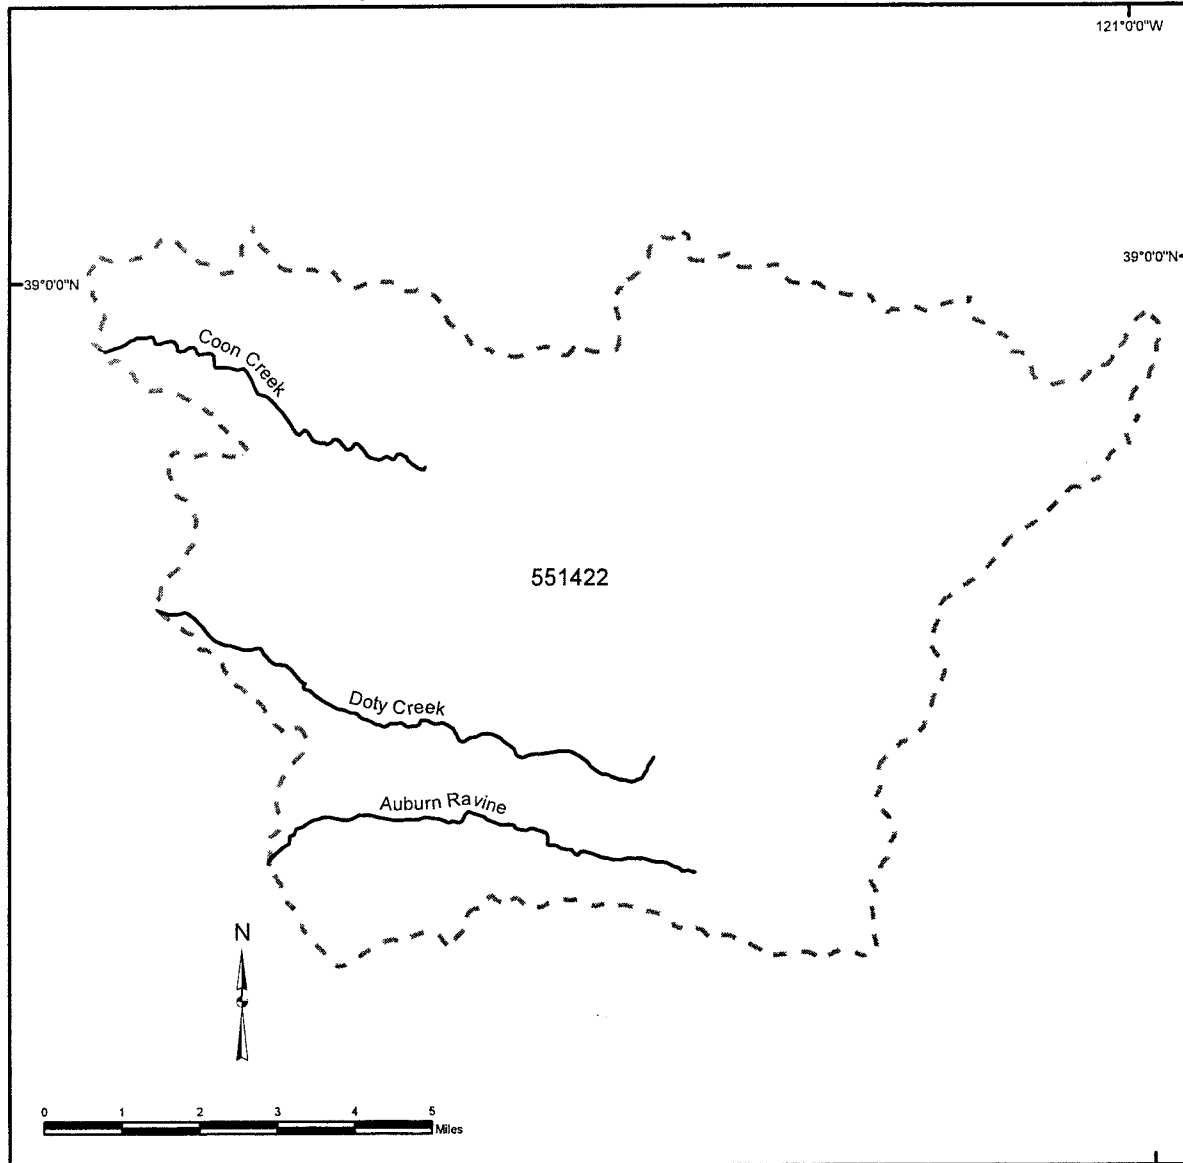 121°0'0"W
39°0'0"N
39°0'0"N
Coon Creek
551422
Doty Creek
Auburn Ravine
N
0 1 2 3 4 5
Miles